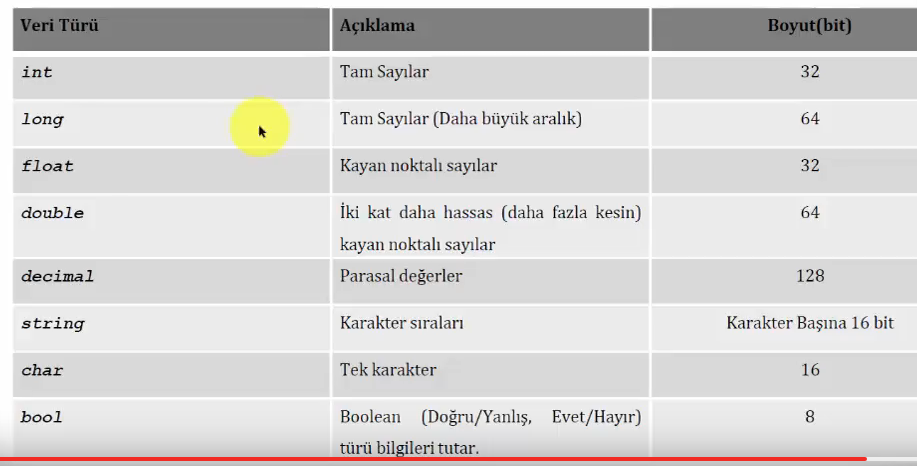 Veri Türü Açıklama Boyut(bit)
int Tam Sayılar 32
long Tam Sayılar (Daha büyük aralık) 64
float Kayan noktalı sayılar 32
double İki kat daha hassas (daha fazla kesin) 64
kayan noktalı sayılar
decimal Parasal değerler 128
string Karakter sıraları Karakter Başına 16 bit
char Tek karakter 16
bool Boolean (Doğru/Yanlış, Evet/Hayır) 8
türü bilgileri tutar.